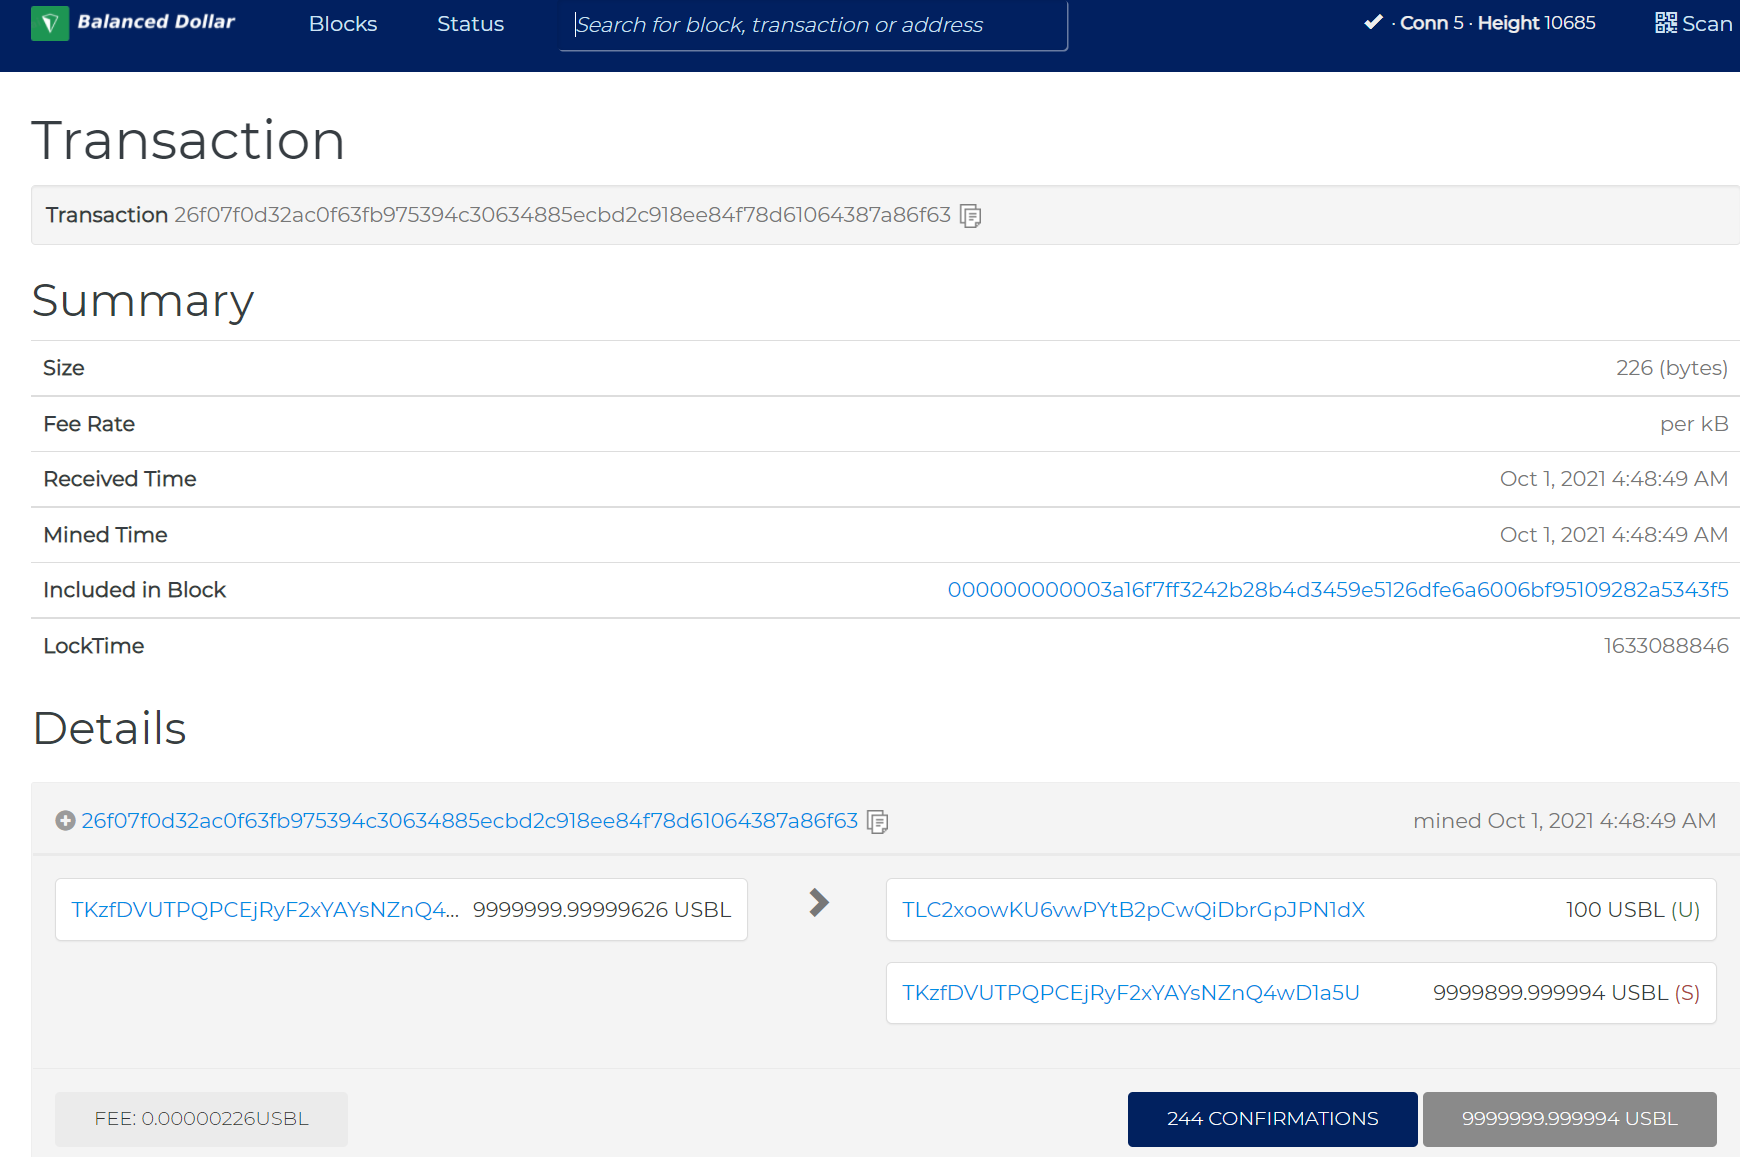 Balanced Dollar
Blocks
Status
Search for block, transaction or address
· Conn 5 · Height 10685
Scan
Transaction
Transaction 26f07f0d32ac0f63fb975394c30634885ecbd2c918ee84f78d61064387a86f63
Summary
Size 226 (bytes)
Fee Rate per kB
Received Time Oct 1, 2021 4:48:49 AM
Mined Time Oct 1, 2021 4:48:49 AM
Included in Block 000000000003a16f7ff3242b28b4d3459e5126dfe6a6006bf95109282a5343f5
LockTime 1633088846
Details
26f07f0d32ac0f63fb975394c30634885ecbd2c918ee84f78d61064387a86f63 mined Oct 1, 2021 4:48:49 AM
TKzfDVUTPQPCEjRyF2xYAYsNZnQ4... 9999999.99999626 USBL
TLC2xoowKU6vwPYtB2pCwQiDbrGpJPN1dX 100 USBL (U)
TKzfDVUTPQPCEjRyF2xYAYsNZnQ4wD1a5U 9999899.999994 USBL (S)
FEE: 0.00000226USBL
244 CONFIRMATIONS
9999999.999994 USBL